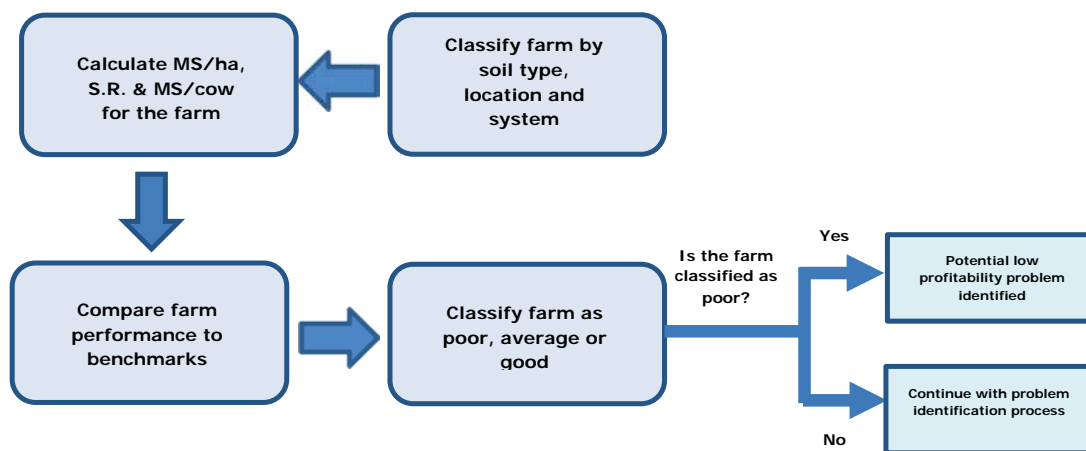 Calculate MS/ha,
S.R. & MS/cow
for the farm
Classify farm by
soil type,
location and
system
Compare farm
performance to
benchmarks
Classify farm as
poor, average or
good
Is the farm
classified as
poor?
Yes
Potential low
profitability problem
identified
No
Continue with problem
identification process